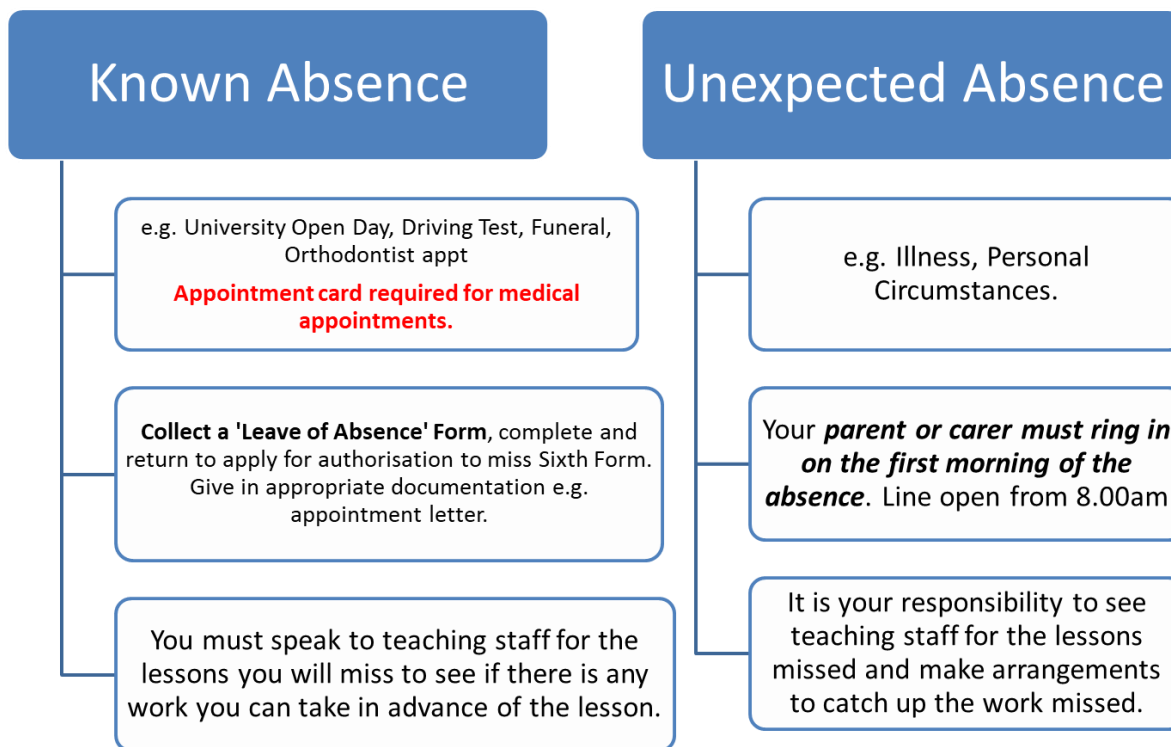 Known Absence
e.g. University Open Day, Driving Test, Funeral,
Orthodontist appt
Appointment card required for medical
appointments.
Collect a 'Leave of Absence' Form, complete and
return to apply for authorisation to miss Sixth Form.
Give in appropriate documentation e.g.
appointment letter.
You must speak to teaching staff for the
lessons you will miss to see if there is any
work you can take in advance of the lesson.
Unexpected Absence
e.g. Illness, Personal
Circumstances.
Your parent or carer must ring in
on the first morning of the
absence. Line open from 8.00am
It is your responsibility to see
teaching staff for the lessons
missed and make arrangements
to catch up the work missed.